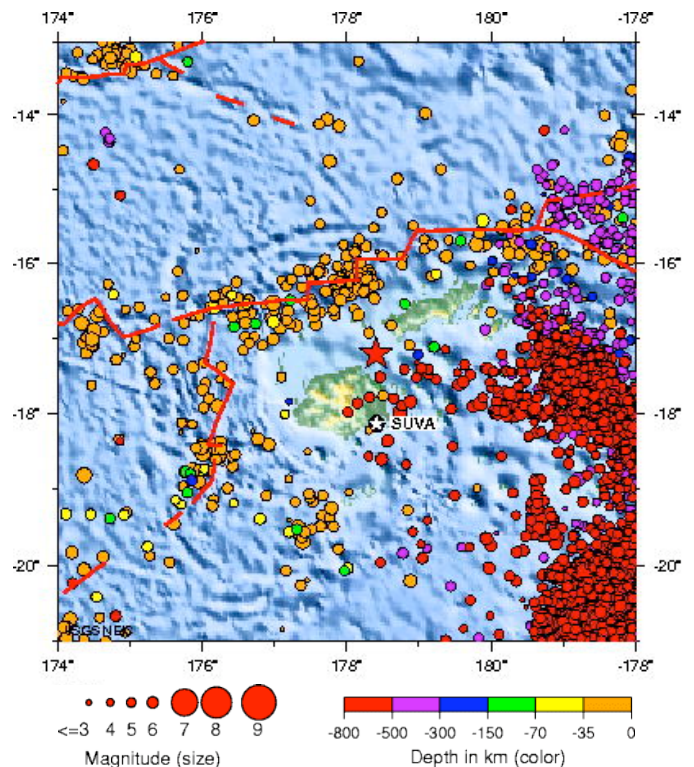 174° 176° 178° 180° -178°
-14° -14°
-16° -16°
-18° SUVA -18°
-20° -20°
174° 176° 178° 180° -178°
<=3 4 5 6 7 8 9
Magnitude (size)
-800 -500 -300 -150 -70 -35 0
Depth in km (color)